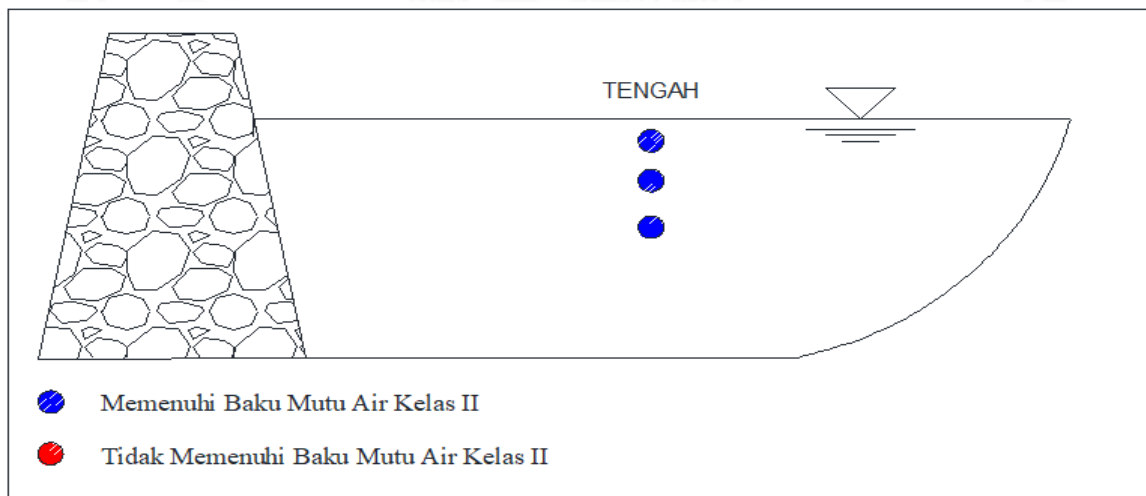 TENGAH
Memenuhi Baku Mutu Air Kelas II
Tidak Memenuhi Baku Mutu Air Kelas II